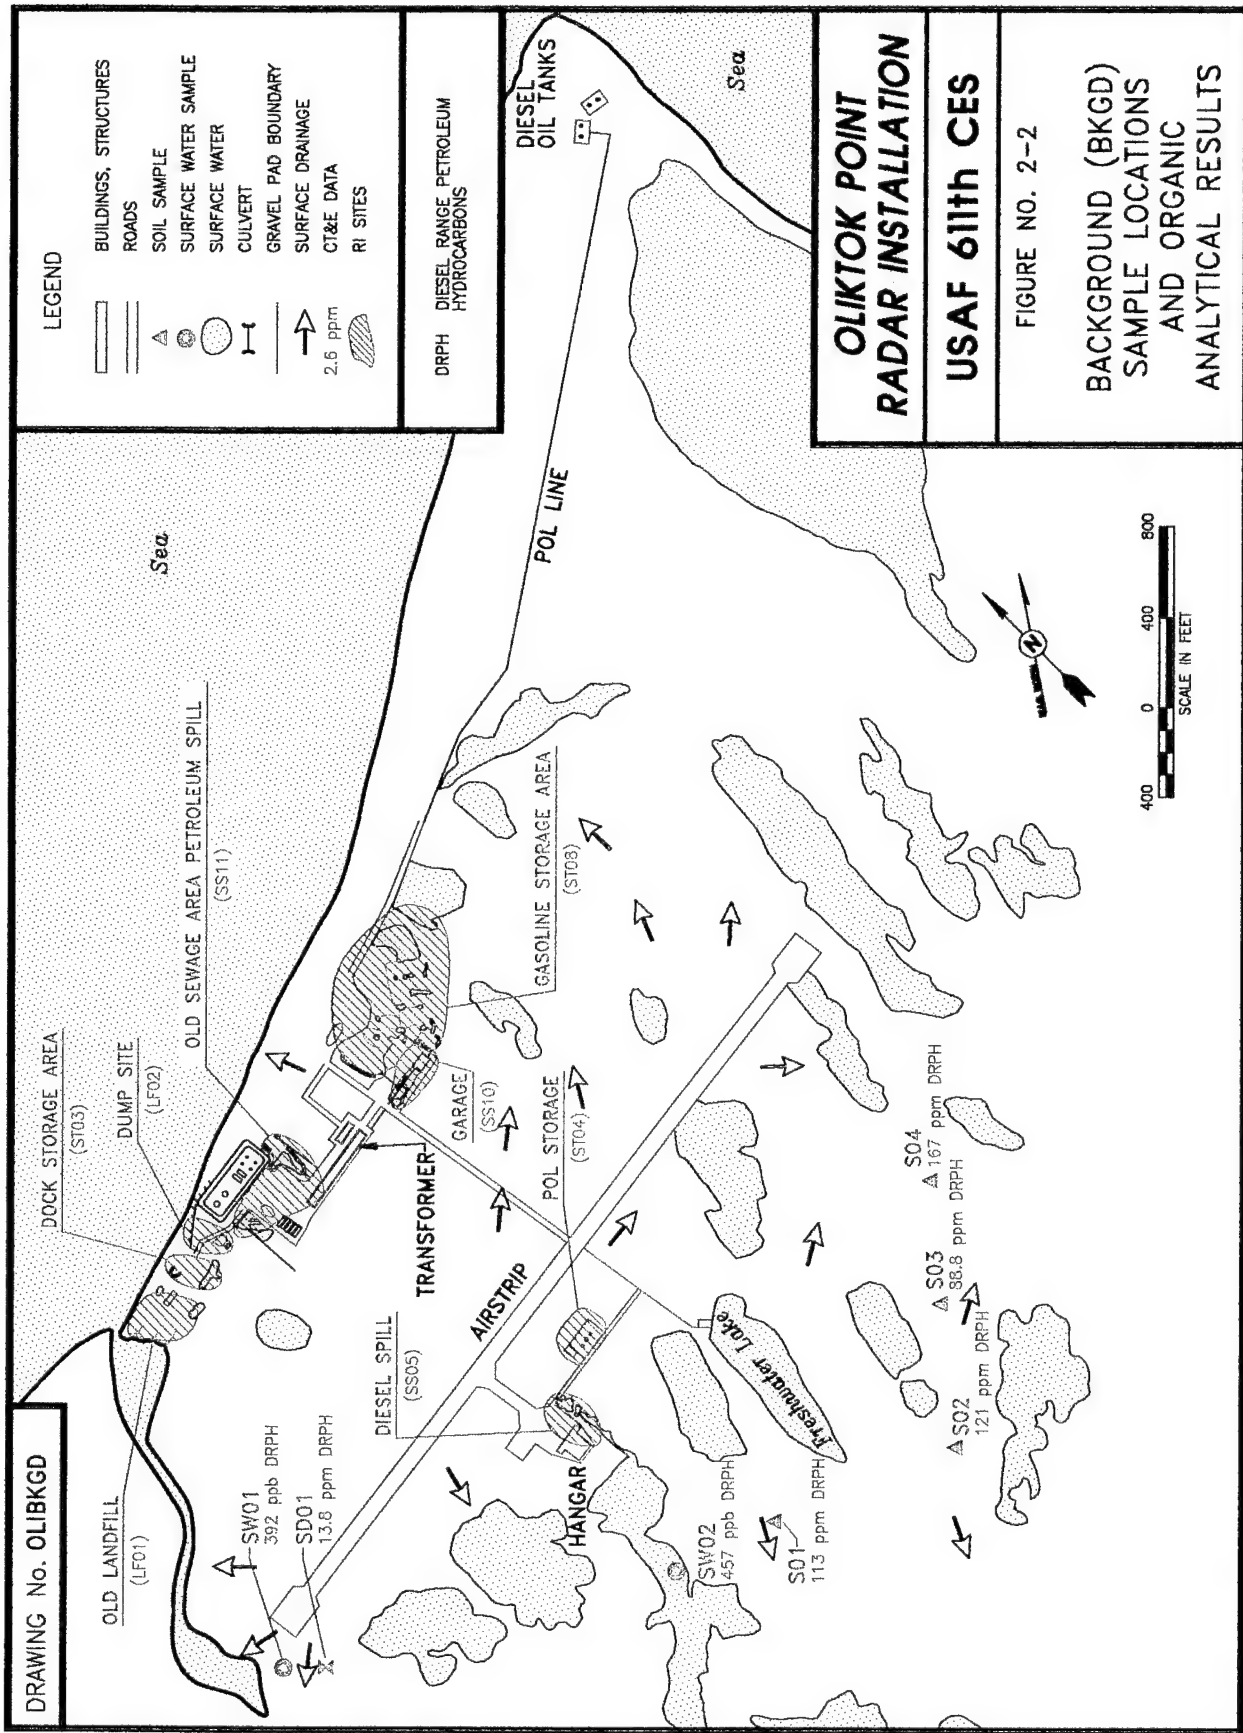 DRAWING No. OLIBKGD
LEGEND
BUILDINGS, STRUCTURES
ROADS
SOIL SAMPLE
SURFACE WATER SAMPLE
SURFACE WATER
CULVERT
GRAVEL PAD BOUNDARY
SURFACE DRAINAGE
2.6 ppm CT&E DATA
RI SITES
DRPH DIESEL RANGE PETROLEUM
HYDROCARBONS
Sea
DIESEL
OIL TANKS
Sea
POL LINE
OLD SEWAGE AREA PETROLEUM SPILL
(SS11)
DOCK STORAGE AREA
(ST03)
DUMP SITE
(LF02)
OLD LANDFILL
(LF01)
GASOLINE STORAGE AREA
(ST08)
GARAGE
(SS10)
POL STORAGE
(ST04)
TRANSFORMER
AIRSTRIP
DIESEL SPILL
(SS05)
HANGAR
Freshwater Lake
SW01
392 ppb DRPH
SD01
13.8 ppm DRPH
SW02
457 ppb DRPH
S01
113 ppm DRPH
S02
121 ppm DRPH
S03
88.8 ppm DRPH
S04
167 ppm DRPH
N
400 0 400 800
SCALE IN FEET
OLIKTOK POINT
RADAR INSTALLATION
USAF 611th CES
FIGURE NO. 2-2
BACKGROUND (BKGD)
SAMPLE LOCATIONS
AND ORGANIC
ANALYTICAL RESULTS